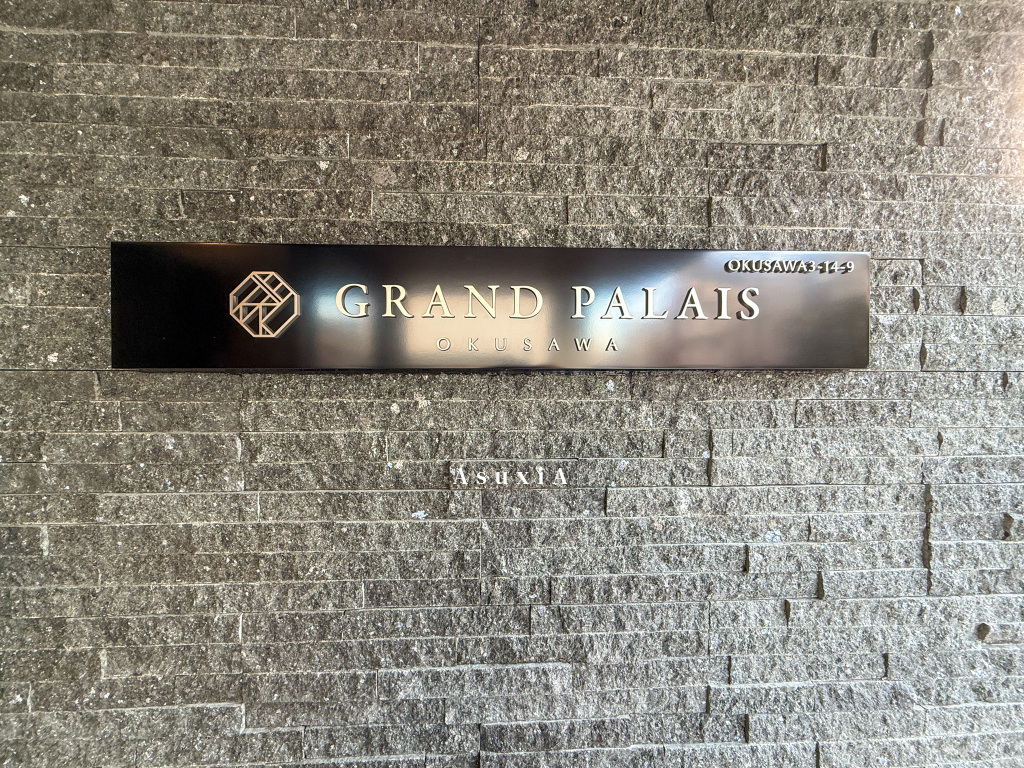 OKUSAWA3-14-9
GRAND PALAIS
OKUSAWA
AsuxiA